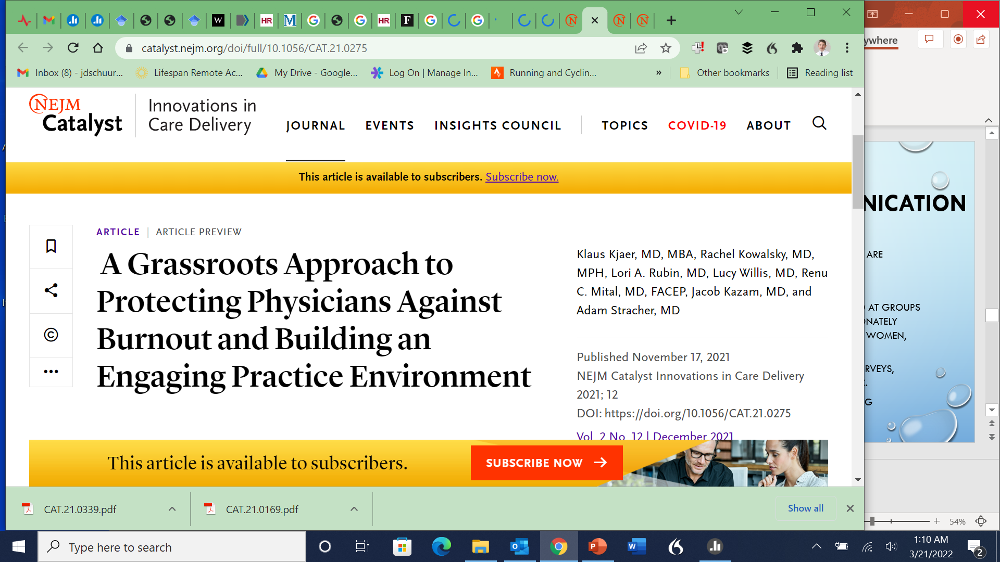 HR
M
HR
F
W
catalyst.nejm.org/doi/full/10.1056/CAT.21.0275
ywhere
Inbox (8) - jdschuur...
Lifespan Remote Ac...
My Drive - Google...
Log On | Manage In...
Running and Cyclin...
»
Other bookmarks
Reading list
NEJM
Catalyst
Innovations in
Care Delivery
JOURNAL
EVENTS
INSIGHTS COUNCIL
TOPICS
COVID-19
ABOUT
This article is available to subscribers. Subscribe now.
ARTICLE | ARTICLE PREVIEW
A Grassroots Approach to
Protecting Physicians Against
Burnout and Building an
Engaging Practice Environment
Klaus Kjaer, MD, MBA, Rachel Kowalsky, MD,
MPH, Lori A. Rubin, MD, Lucy Willis, MD, Renu
C. Mital, MD, FACEP, Jacob Kazam, MD, and
Adam Stracher, MD
Published November 17, 2021
NEJM Catalyst Innovations in Care Delivery
2021; 12
DOI: https://doi.org/10.1056/CAT.21.0275
Vol. 2 No. 12 | December 2021
This article is available to subscribers.
SUBSCRIBE NOW →
NICATION
ARE
AT GROUPS
NATELY
WOMEN,
RVEYS,
G
CAT.21.0339.pdf
CAT.21.0169.pdf
Show all
54%
Type here to search
1:10 AM
3/21/2022
2